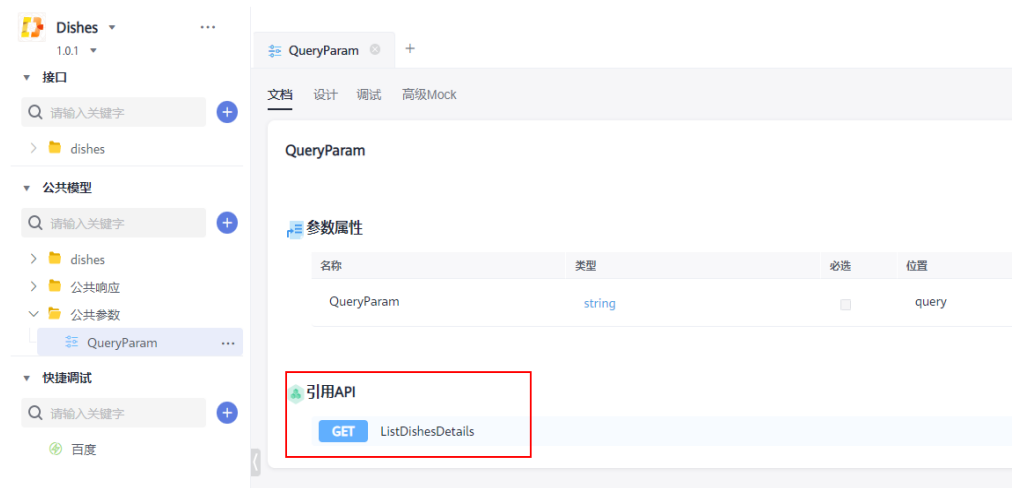 Dishes
1.0.1
接口
请输入关键字
dishes
公共模型
请输入关键字
dishes
公共响应
公共参数
QueryParam
快捷调试
请输入关键字
百度
QueryParam
文档 设计 调试 高级Mock
QueryParam
参数属性
名称 类型 必选 位置
QueryParam string query
引用API
GET ListDishesDetails